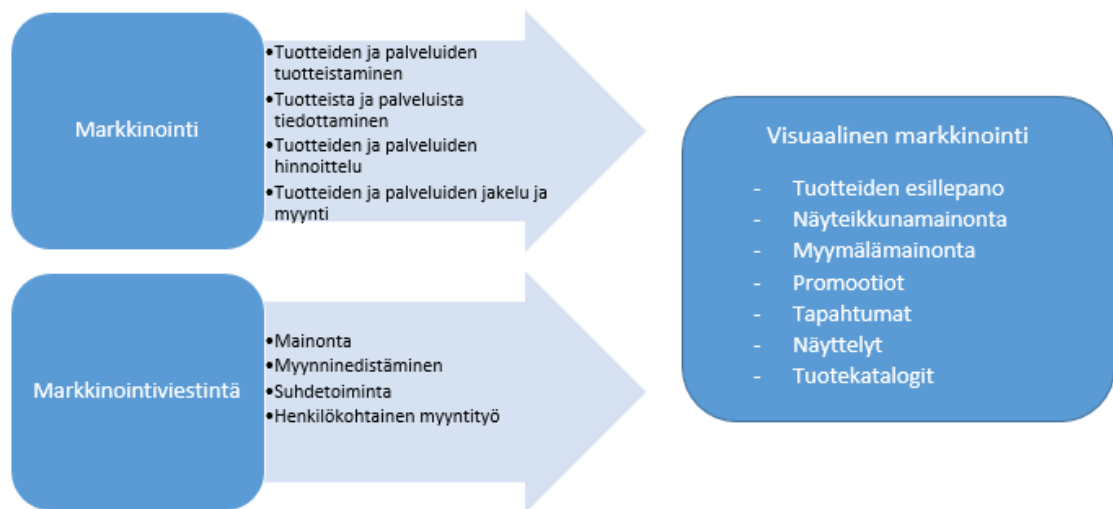 Markkinointi
•Tuotteiden ja palveluiden
tuotteistaminen
•Tuotteista ja palveluista
tiedottaminen
•Tuotteiden ja palveluiden
hinnoittelu
•Tuotteiden ja palveluiden jakelu ja
myynti
Markkinointiviestintä
•Mainonta
•Myynninedistäminen
•Suhdetoiminta
•Henkilökohtainen myyntityö
Visuaalinen markkinointi
- Tuotteiden esillepano
- Näyteikkunamainonta
- Myymälämainonta
- Promootiot
- Tapahtumat
- Näyttelyt
- Tuotekatalogit